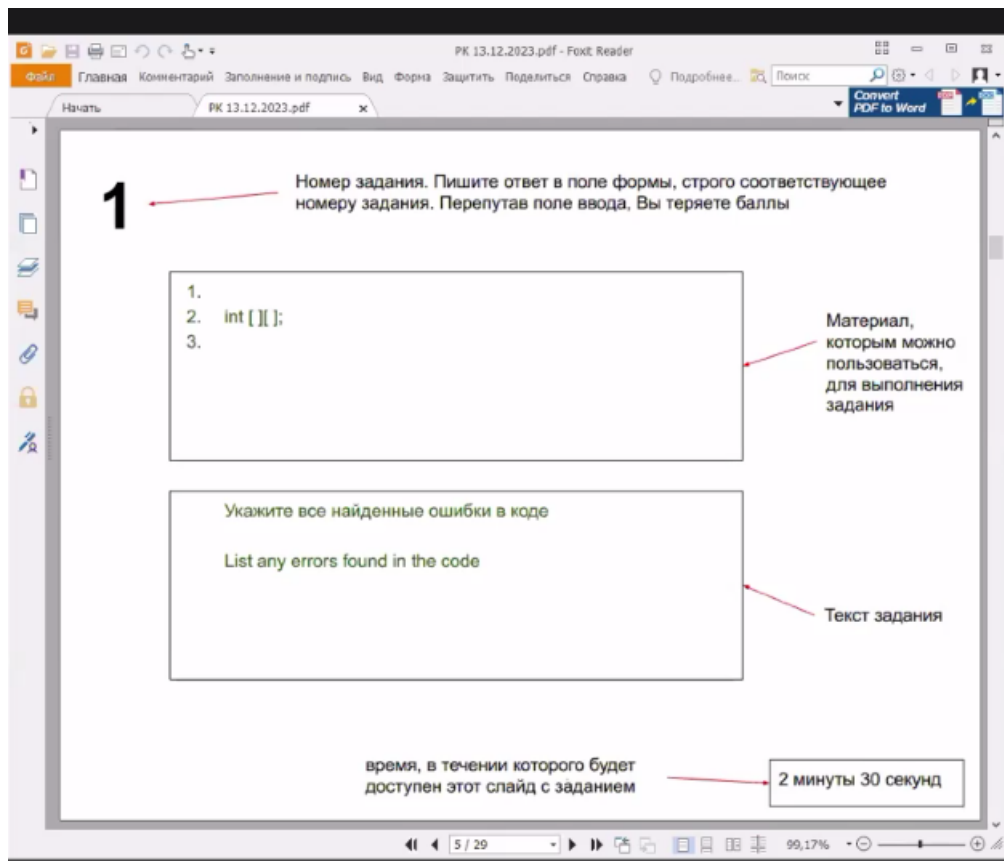 РК 13.12.2023.pdf - Foxit Reader
Файл Главная Комментарий Заполнение и подпись Вид Форма Защитить Поделиться Справка Подробнее... Поиск
Начать РК 13.12.2023.pdf x
Convert
PDF to Word
1
Номер задания. Пишите ответ в поле формы, строго соответствующее
номеру задания. Перепутав поле ввода, Вы теряете баллы
1.
2. int [ ][ ];
3.
Материал,
которым можно
пользоваться,
для выполнения
задания
Укажите все найденные ошибки в коде
List any errors found in the code
Текст задания
время, в течении которого будет
доступен этот слайд с заданием
2 минуты 30 секунд
5 / 29
99,17%